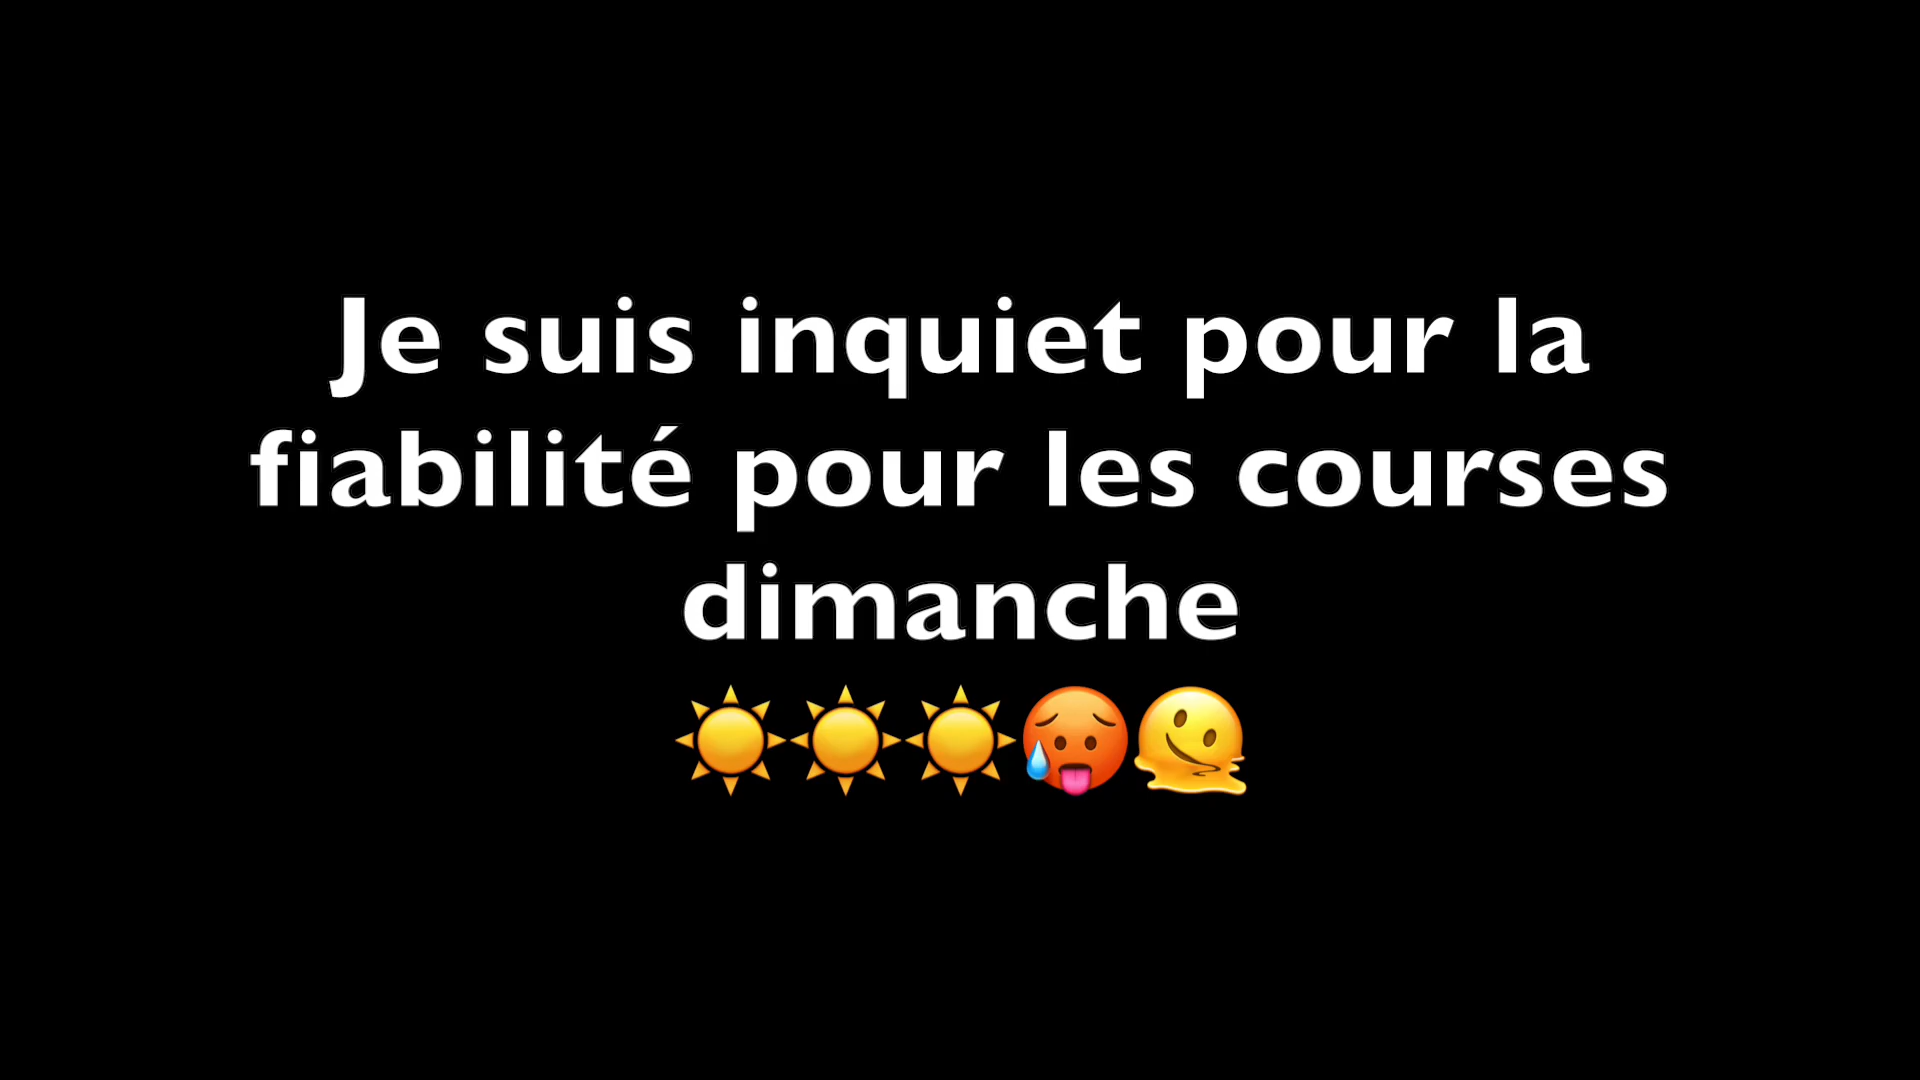 Je suis inquiet pour la
fiabilité pour les courses
dimanche
☀️☀️☀️🥵🫠